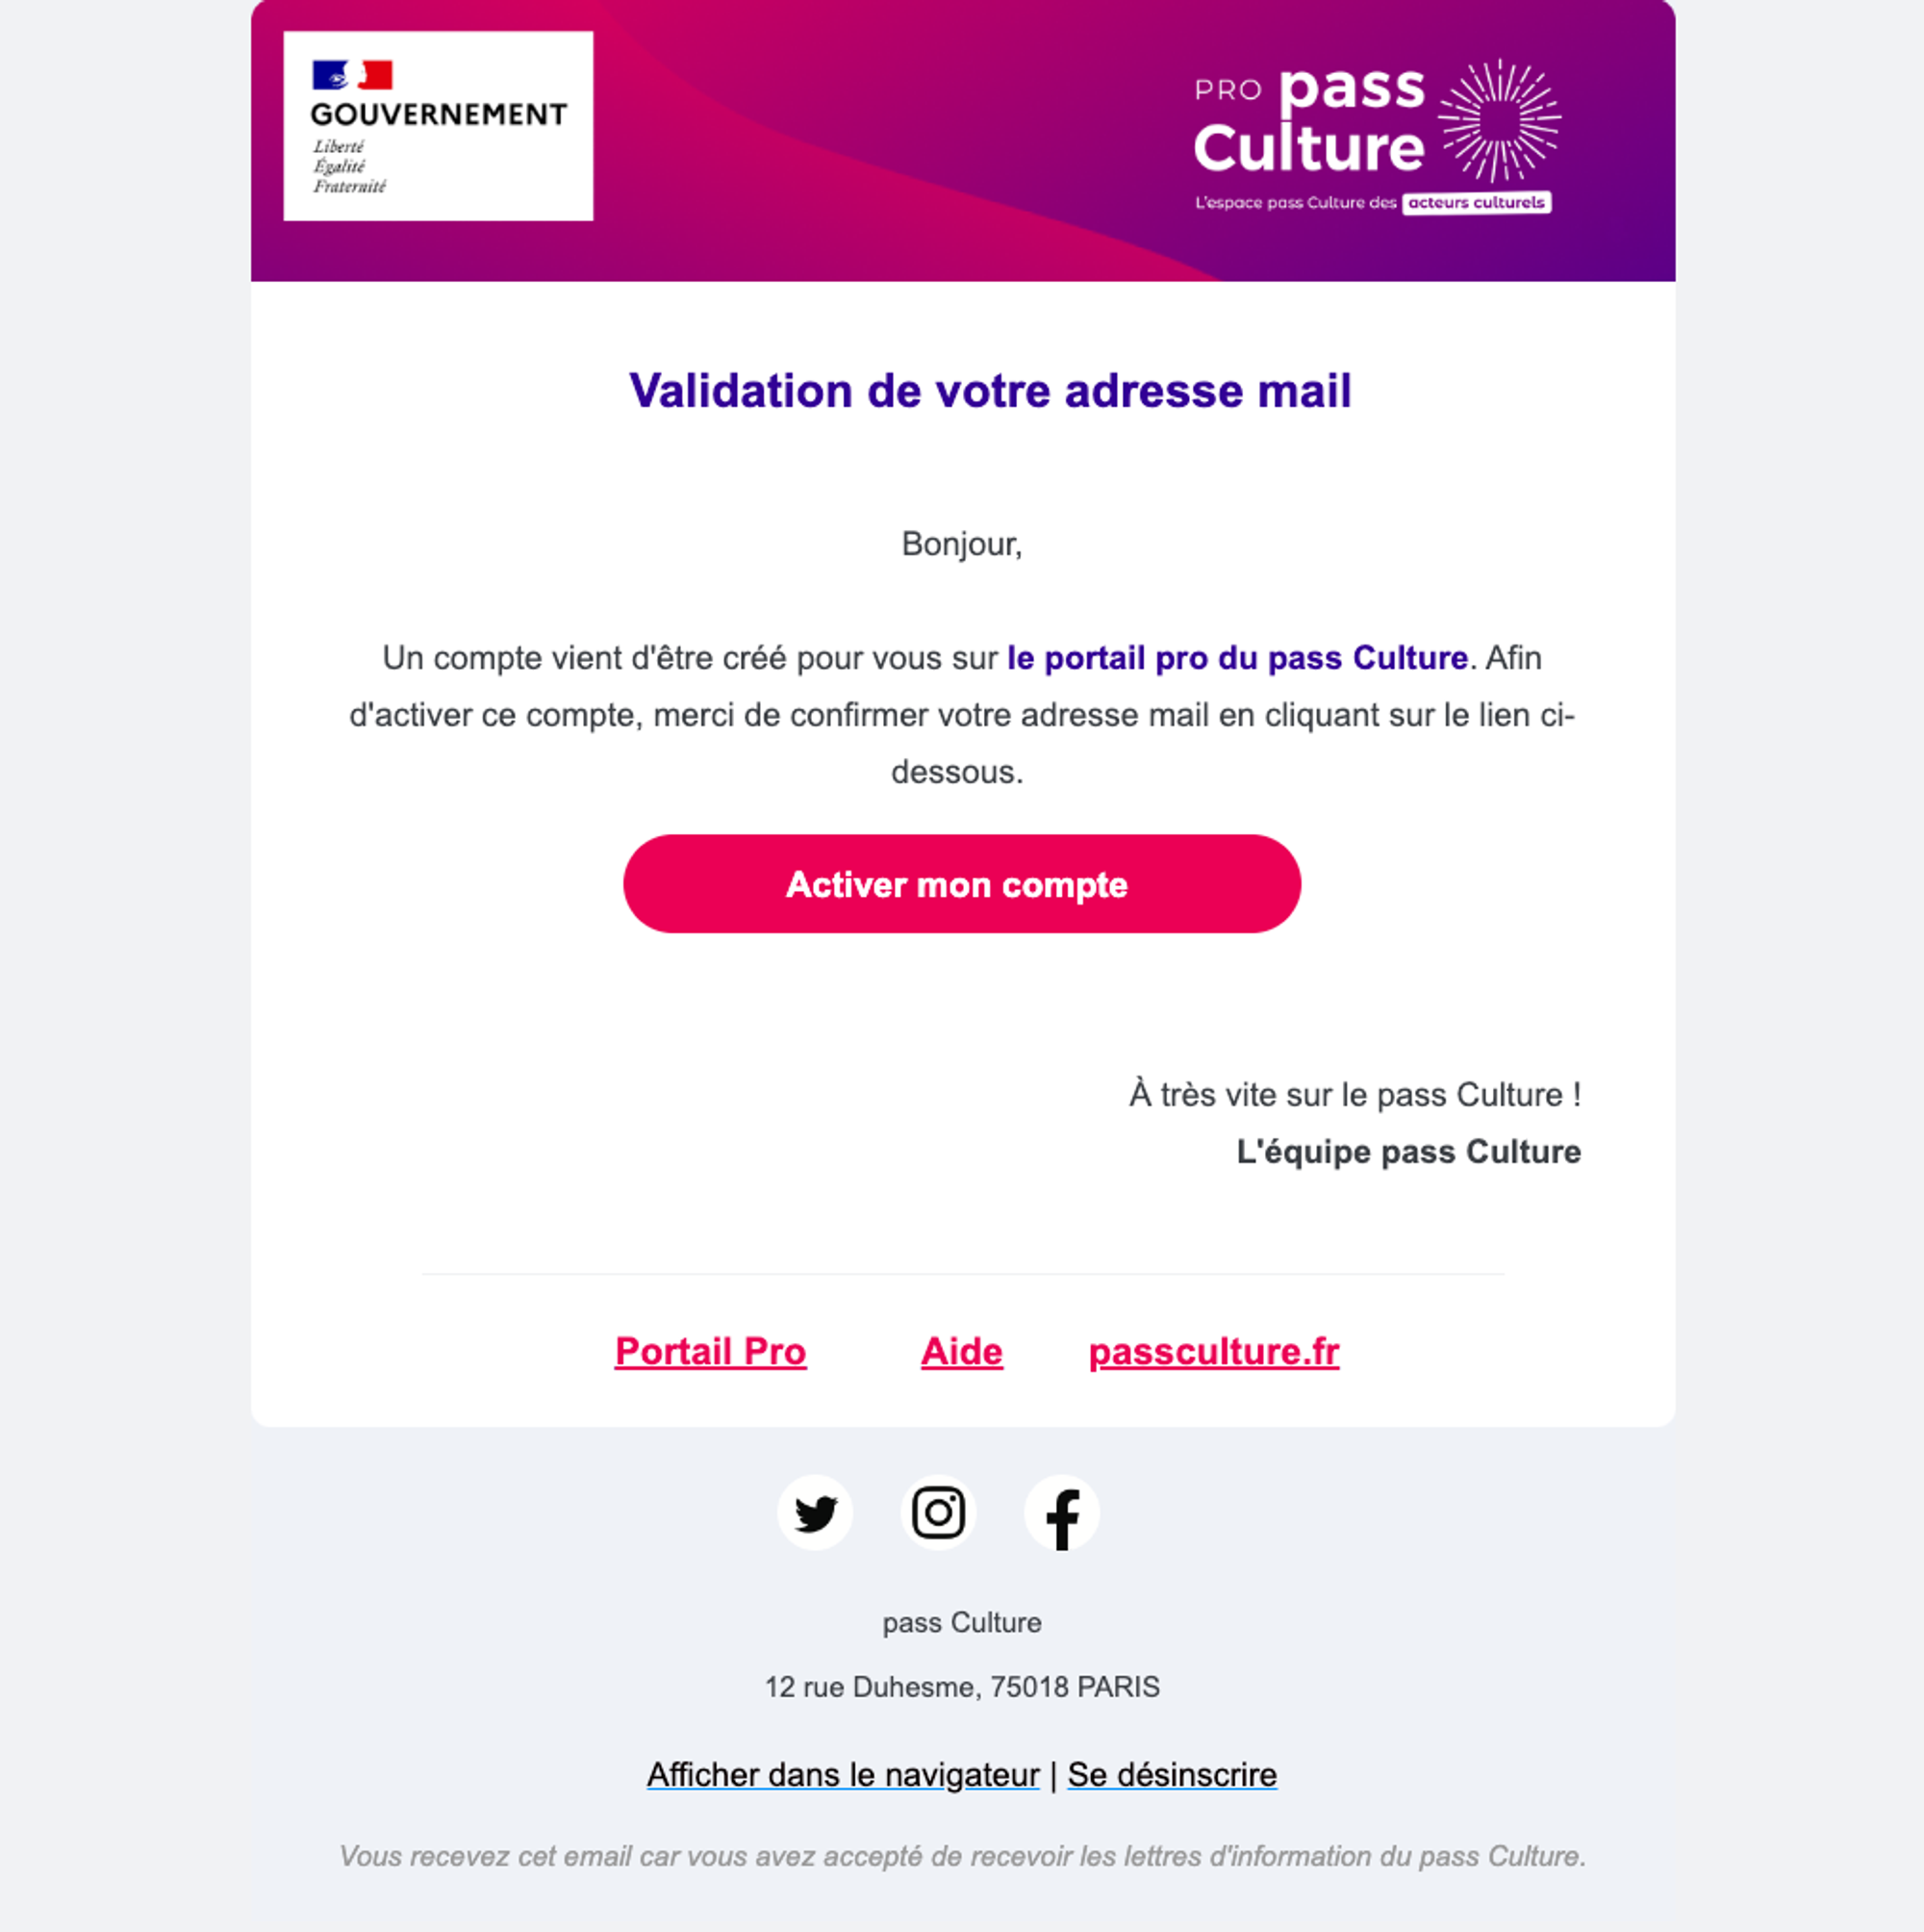 GOUVERNEMENT
Liberté
Égalité
Fraternité
PRO pass
Culture
L'espace pass Culture des acteurs culturels
Validation de votre adresse mail
Bonjour,
Un compte vient d'être créé pour vous sur le portail pro du pass Culture. Afin
d'activer ce compte, merci de confirmer votre adresse mail en cliquant sur le lien ci-
dessous.
Activer mon compte
À très vite sur le pass Culture !
L'équipe pass Culture
Portail Pro Aide passculture.fr
pass Culture
12 rue Duhesme, 75018 PARIS
Afficher dans le navigateur | Se désinscrire
Vous recevez cet email car vous avez accepté de recevoir les lettres d'information du pass Culture.